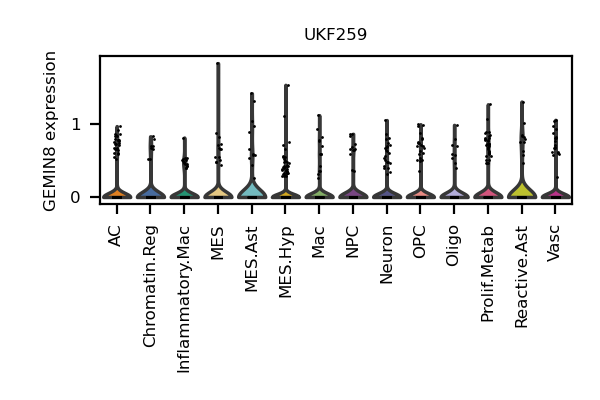 UKF259
GEMIN8 expression
1
0
AC
Chromatin.Reg
Inflammatory.Mac
MES
MES.Ast
MES.Hyp
Mac
NPC
Neuron
OPC
Oligo
Prolif.Metab
Reactive.Ast
Vasc